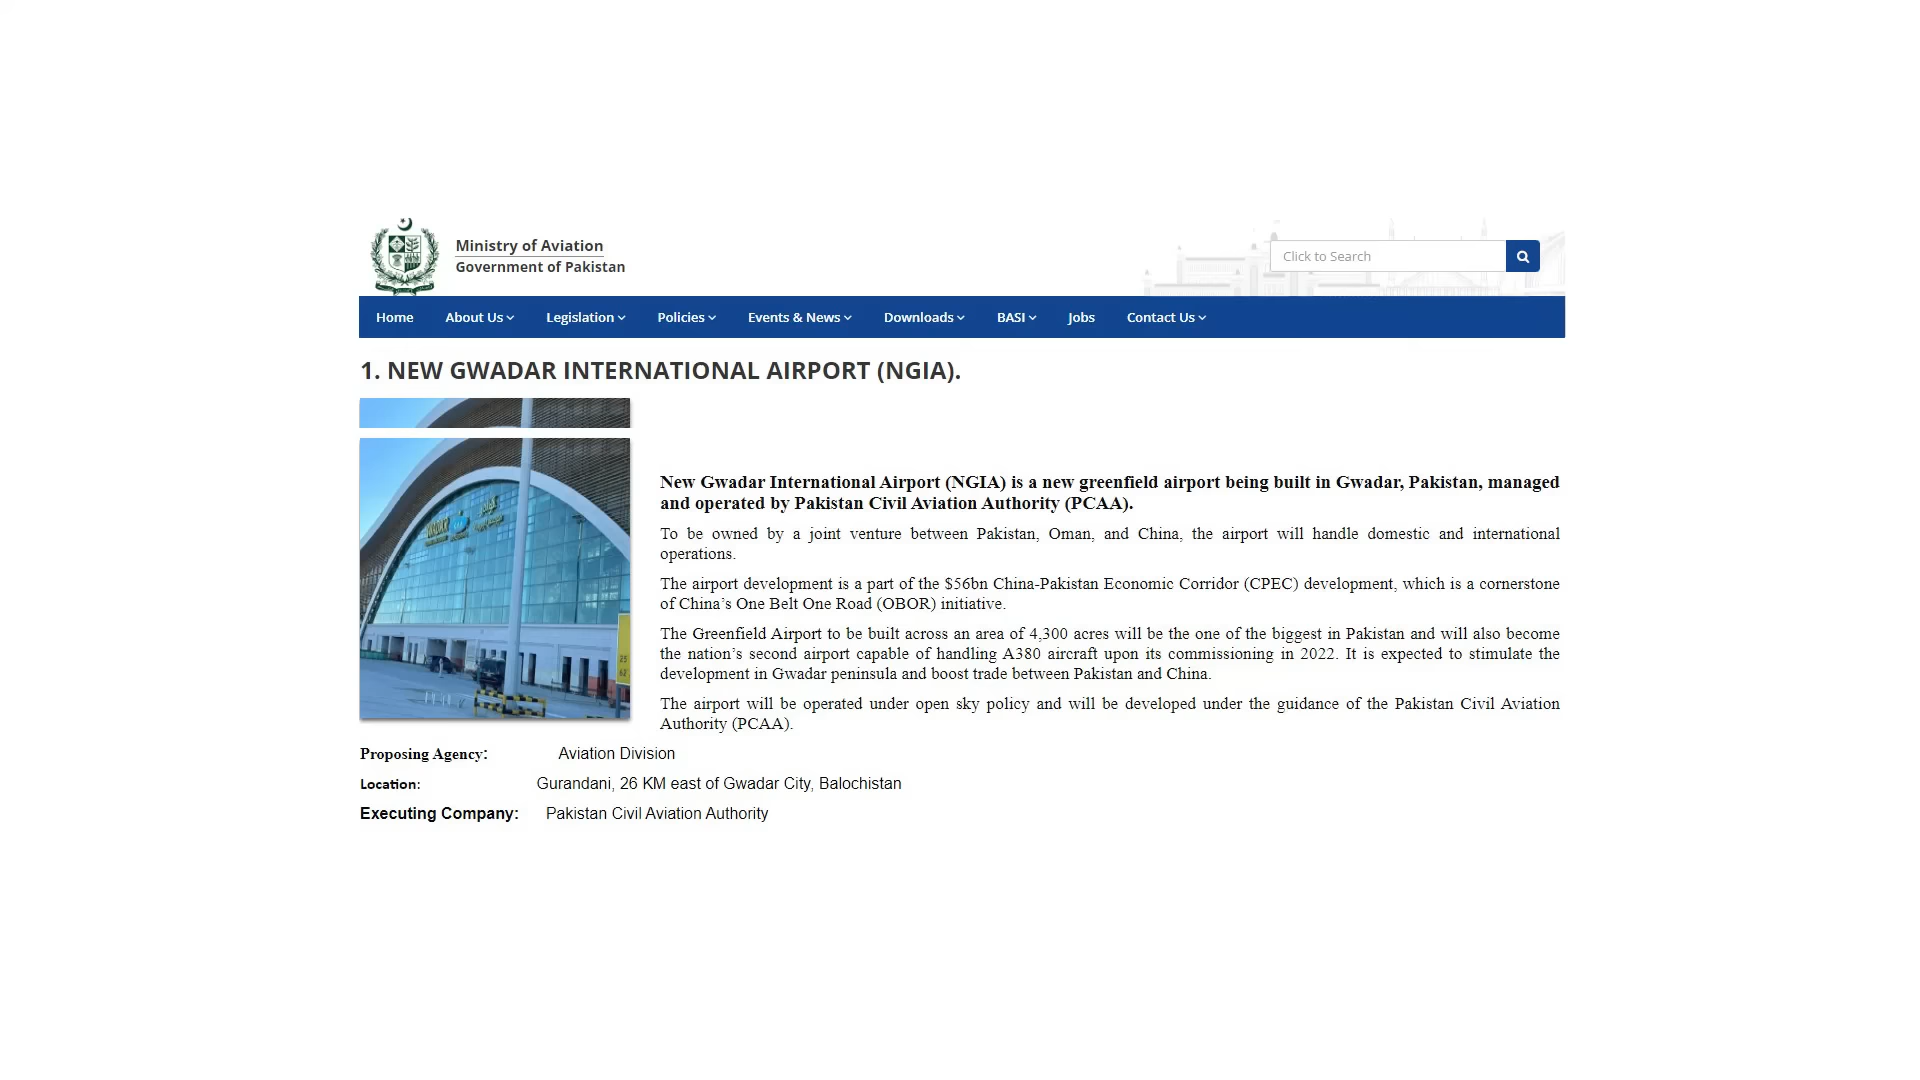 Ministry of Aviation
Government of Pakistan
Click to Search
Home About Us Legislation Policies Events & News Downloads BASI Jobs Contact Us
1. NEW GWADAR INTERNATIONAL AIRPORT (NGIA).
New Gwadar International Airport (NGIA) is a new greenfield airport being built in Gwadar, Pakistan, managed
and operated by Pakistan Civil Aviation Authority (PCAA).
To be owned by a joint venture between Pakistan, Oman, and China, the airport will handle domestic and international
operations.
The airport development is a part of the $56bn China-Pakistan Economic Corridor (CPEC) development, which is a cornerstone
of China’s One Belt One Road (OBOR) initiative.
The Greenfield Airport to be built across an area of 4,300 acres will be the one of the biggest in Pakistan and will also become
the nation’s second airport capable of handling A380 aircraft upon its commissioning in 2022. It is expected to stimulate the
development in Gwadar peninsula and boost trade between Pakistan and China.
The airport will be operated under open sky policy and will be developed under the guidance of the Pakistan Civil Aviation
Authority (PCAA).
Proposing Agency: Aviation Division
Location: Gurandani, 26 KM east of Gwadar City, Balochistan
Executing Company: Pakistan Civil Aviation Authority